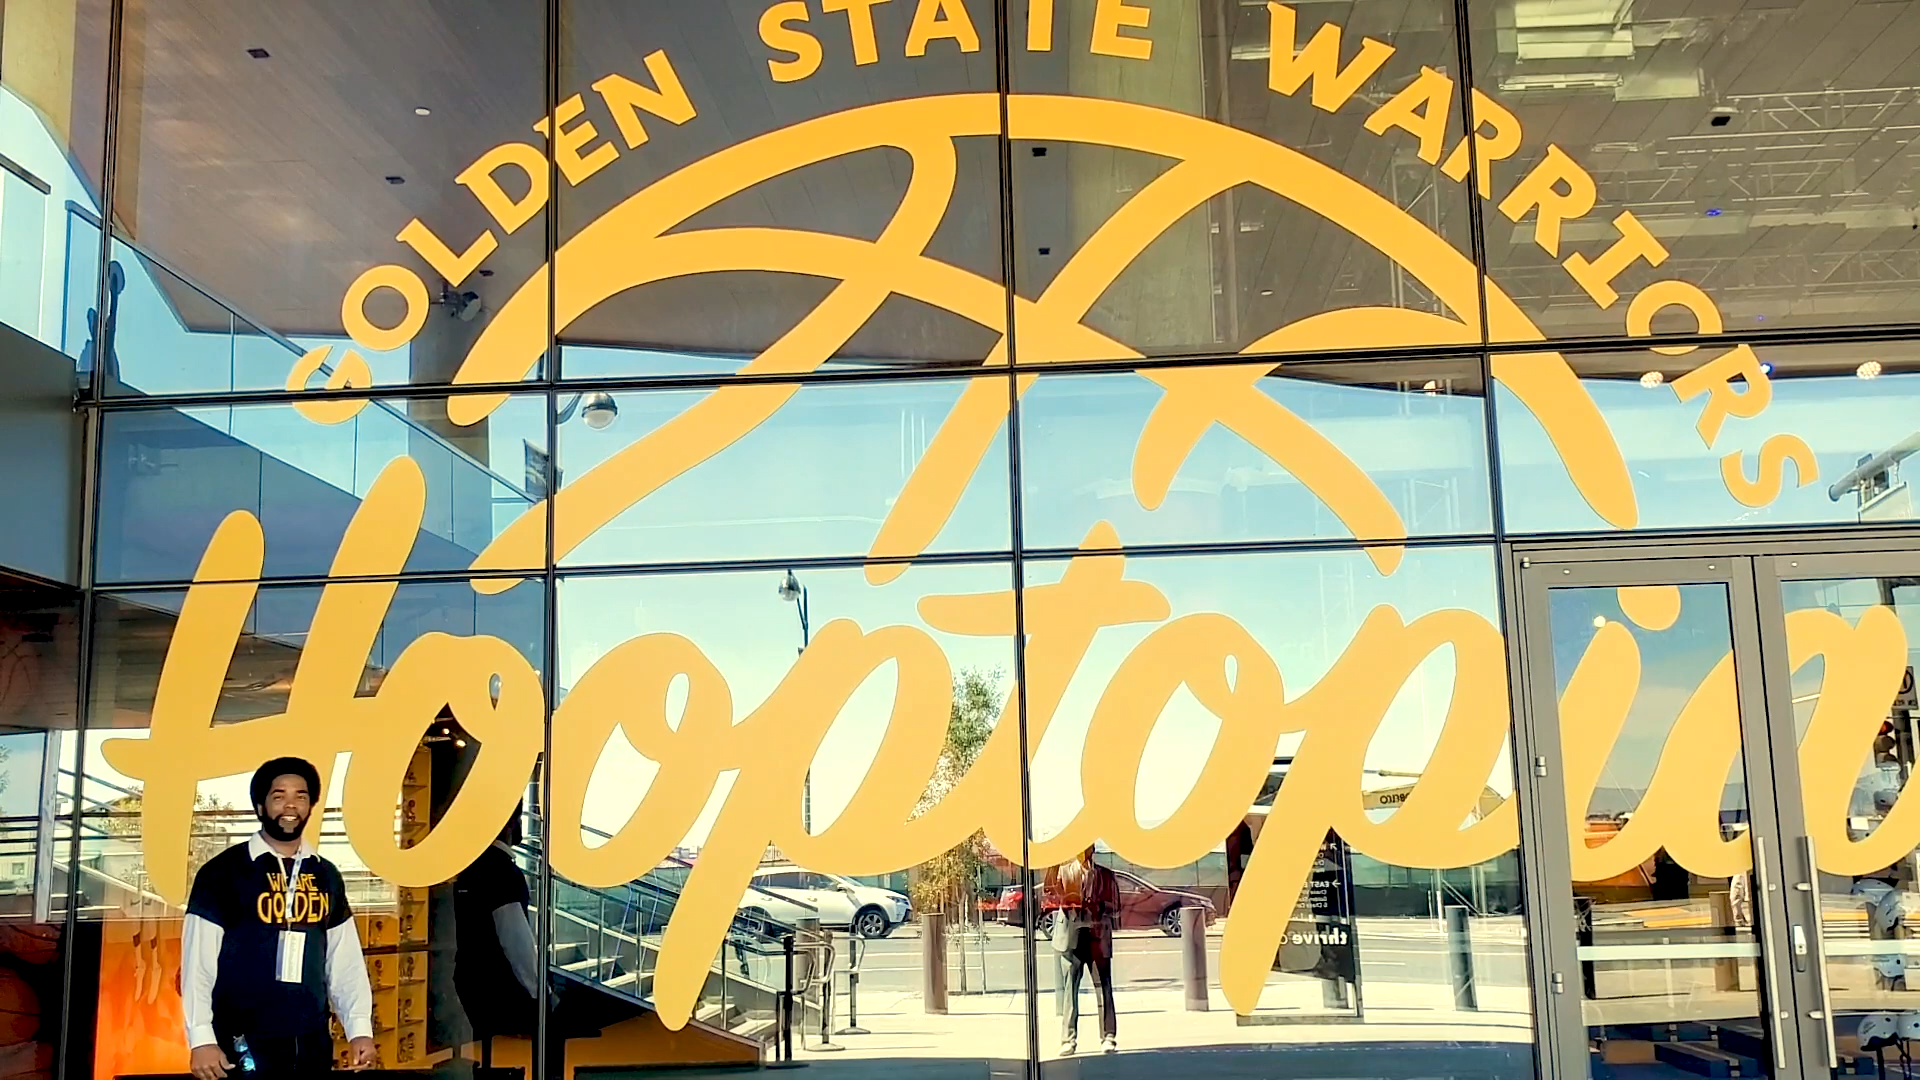 GOLDEN STATE WARRIORS
Hooptopia
WE ARE
GOLDEN
thrive